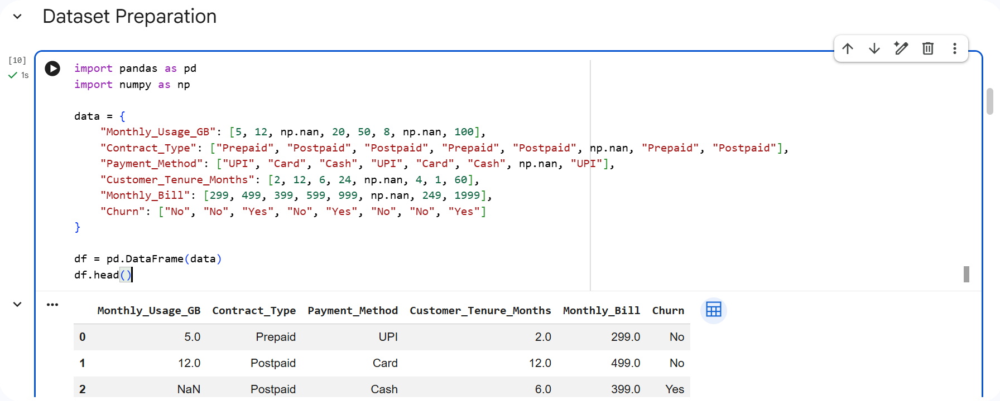 Dataset Preparation
[10]
1s
import pandas as pd
import numpy as np
data = {
"Monthly_Usage_GB": [5, 12, np.nan, 20, 50, 8, np.nan, 100],
"Contract_Type": ["Prepaid", "Postpaid", "Postpaid", "Prepaid", "Postpaid", np.nan, "Prepaid", "Postpaid"],
"Payment_Method": ["UPI", "Card", "Cash", "UPI", "Card", "Cash", np.nan, "UPI"],
"Customer_Tenure_Months": [2, 12, 6, 24, np.nan, 4, 1, 60],
"Monthly_Bill": [299, 499, 399, 599, 999, np.nan, 249, 1999],
"Churn": ["No", "No", "Yes", "No", "Yes", "No", "No", "Yes"]
}
df = pd.DataFrame(data)
df.head()
Monthly_Usage_GB Contract_Type Payment_Method Customer_Tenure_Months Monthly_Bill Churn
0 5.0 Prepaid UPI 2.0 299.0 No
1 12.0 Postpaid Card 12.0 499.0 No
2 NaN Postpaid Cash 6.0 399.0 Yes